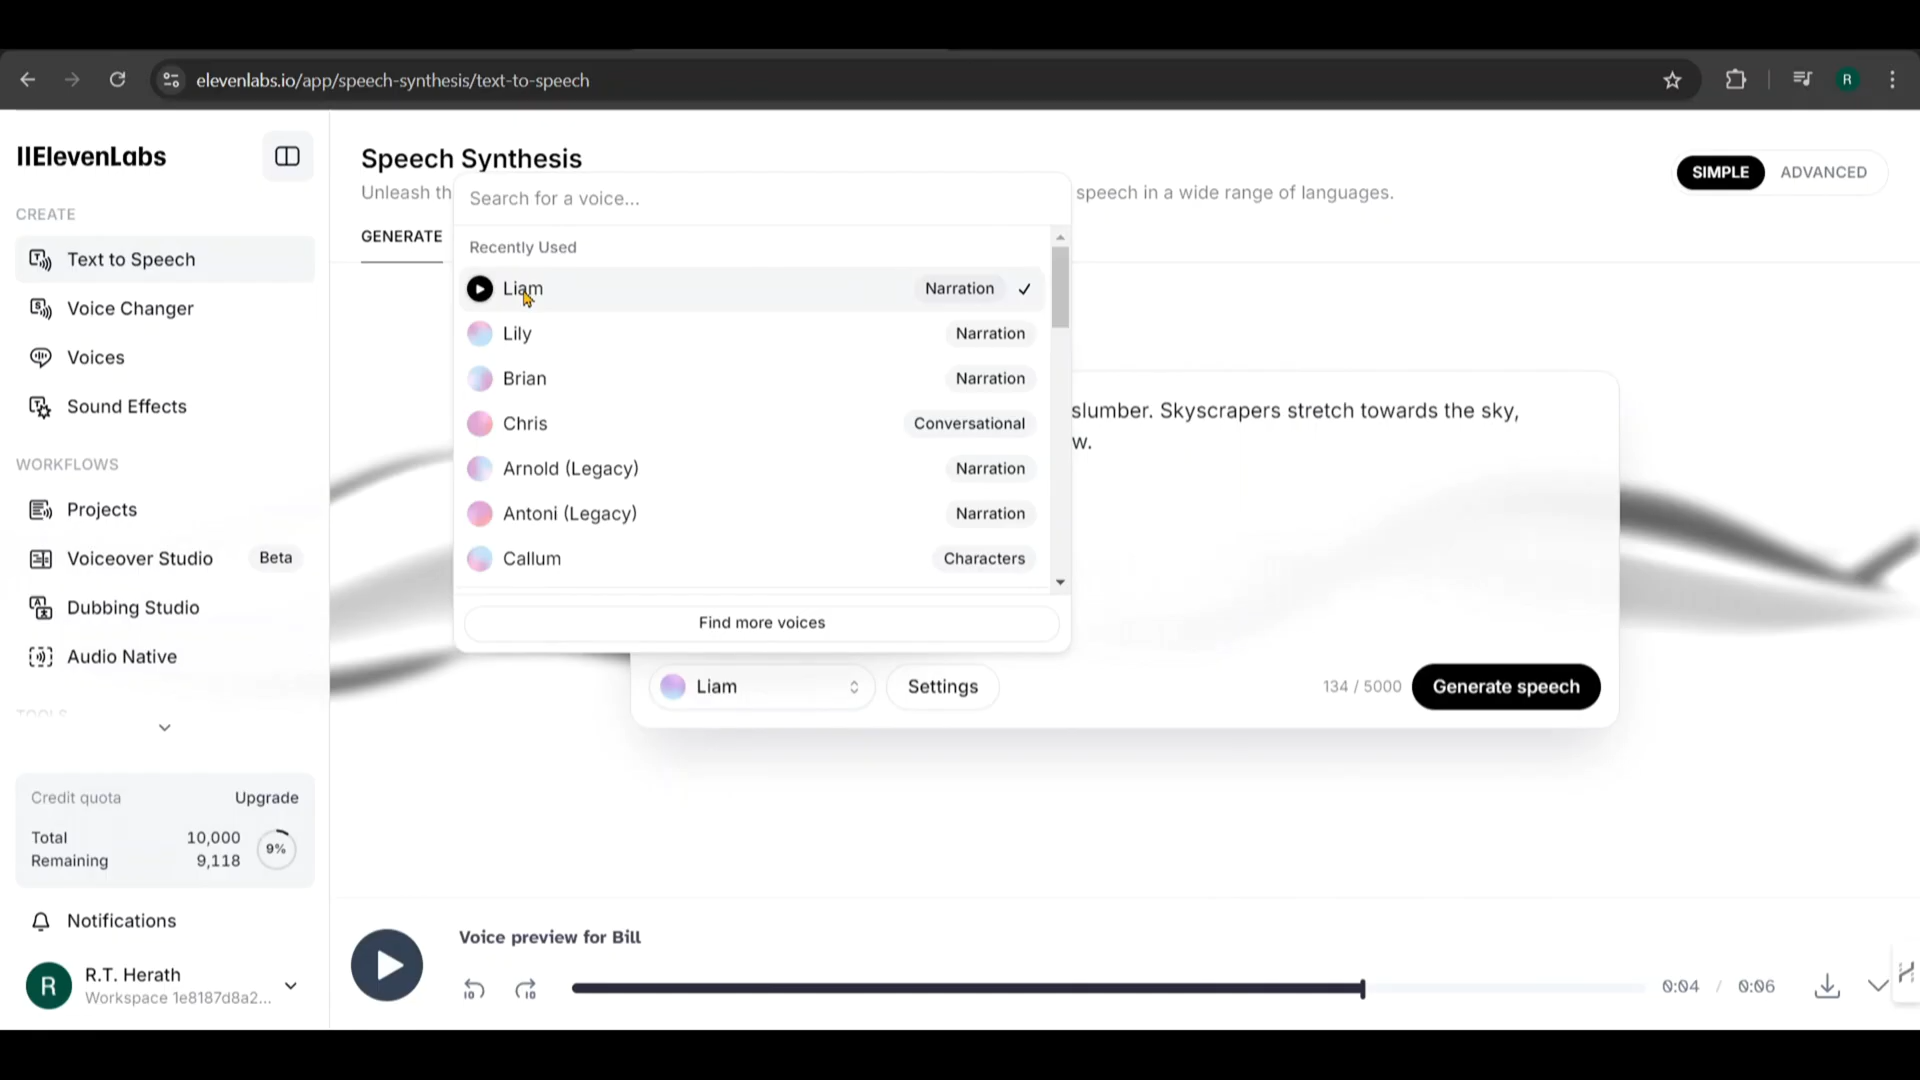 elevenlabs.io/app/speech-synthesis/text-to-speech
R
IIElevenLabs
CREATE
Text to Speech
Voice Changer
Voices
Sound Effects
WORKFLOWS
Projects
Voiceover Studio Beta
Dubbing Studio
Audio Native
TOOLS
Credit quota Upgrade
Total 10,000
Remaining 9,118
9%
Notifications
R
R.T. Herath
Workspace 1e8187d8a2...
Speech Synthesis
Unleash th speech in a wide range of languages.
SIMPLE ADVANCED
GENERATE
Search for a voice...
Recently Used
Liam Narration
Lily Narration
Brian Narration
Chris Conversational
Arnold (Legacy) Narration
Antoni (Legacy) Narration
Callum Characters
Find more voices
slumber. Skyscrapers stretch towards the sky,
w.
Liam Settings 134 / 5000 Generate speech
Voice preview for Bill
10 10 0:04 / 0:06